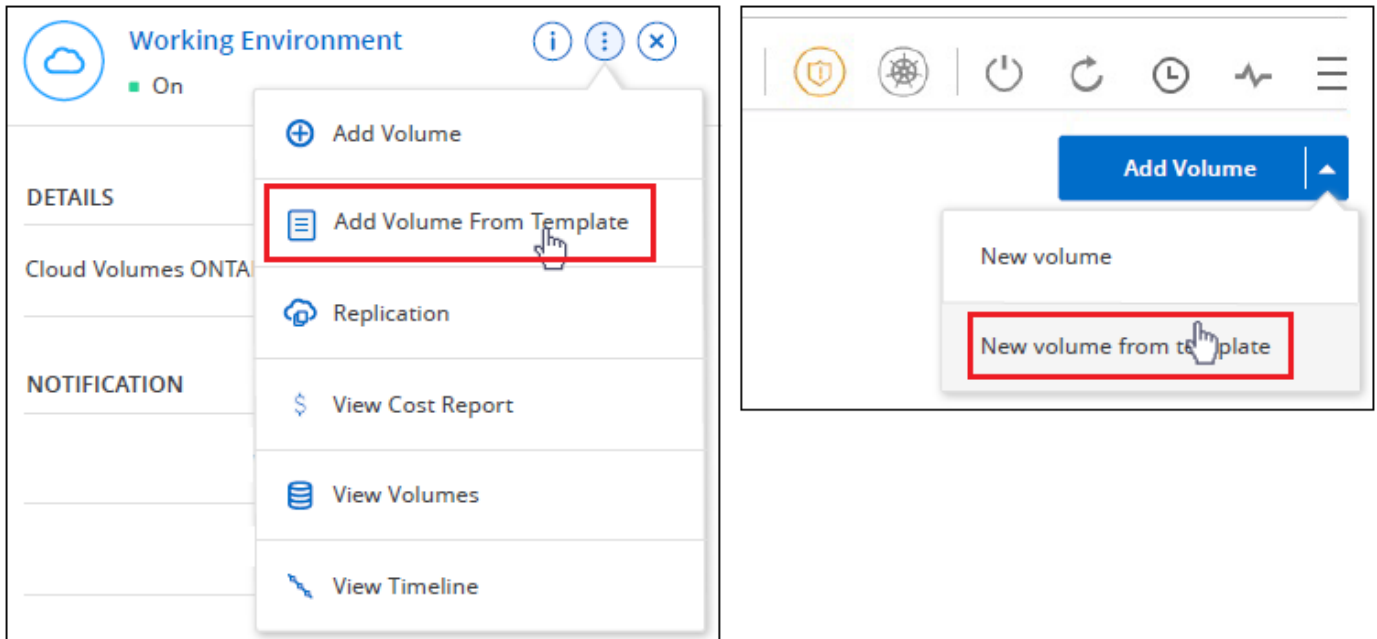 Working Environment
On
Add Volume
DETAILS
Add Volume From Template
Cloud Volumes ONTA
Replication
NOTIFICATION
View Cost Report
View Volumes
View Timeline
Add Volume
New volume
New volume from template